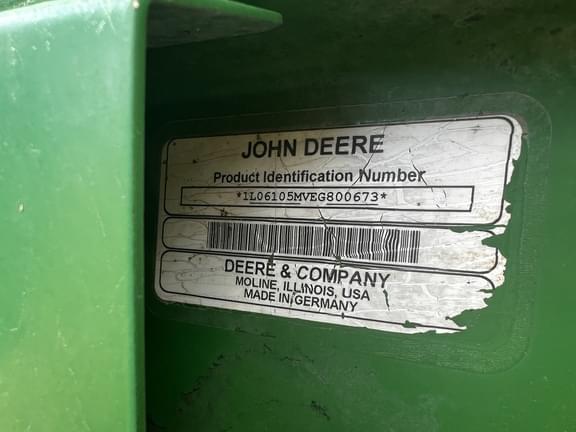 JOHN DEERE
Product Identification Number
*1L06105MVEG800673*
DEERE & COMPANY
MOLINE, ILLINOIS, USA
MADE IN GERMANY